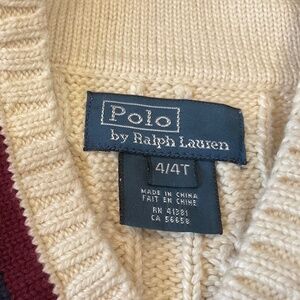 Polo
by Ralph Lauren
4/4T
MADE IN CHINA
FAIT EN CHINE
RN 41381
CA 56658